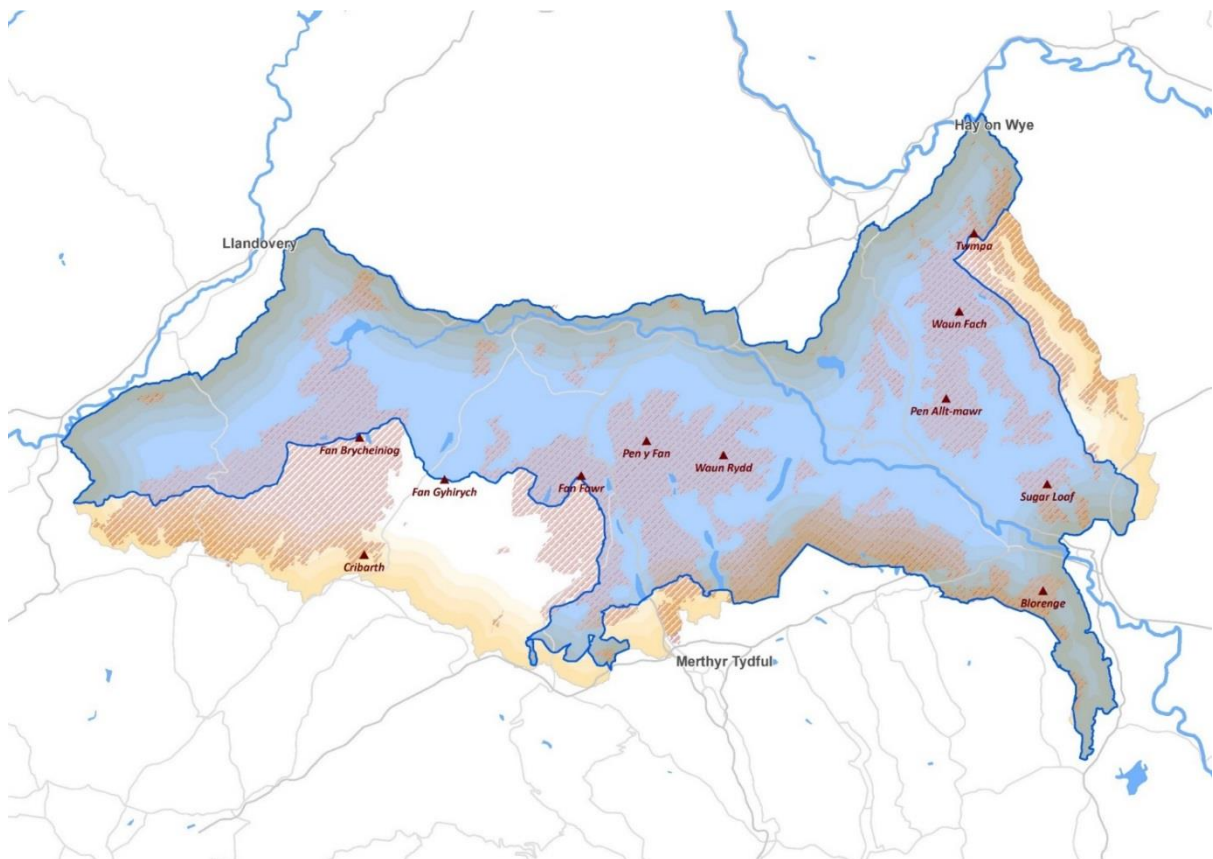 Hay on Wye
Llandovery
Twmpa
Waun Fach
Pen Allt-mawr
Fan Brycheiniog
Pen y Fan
Waun Rydd
Fan Gyhirych
Fan Fawr
Sugar Loaf
Cribarth
Blorenge
Merthyr Tydful